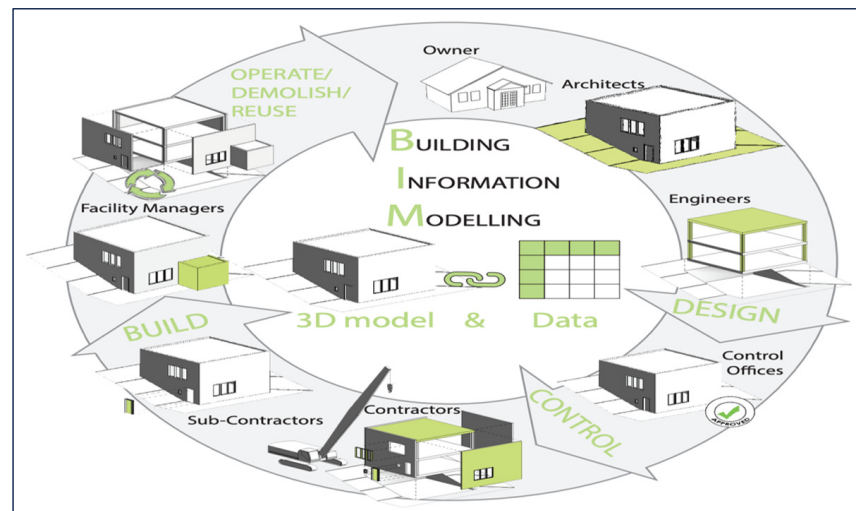 Owner
Architects
OPERATE/
DEMOLISH/
REUSE
BUILDING
INFORMATION
MODELLING
Engineers
Facility Managers
3D model & Data
DESIGN
BUILD
Control
Offices
APPROVED
CONTROL
Contractors
Sub-Contractors